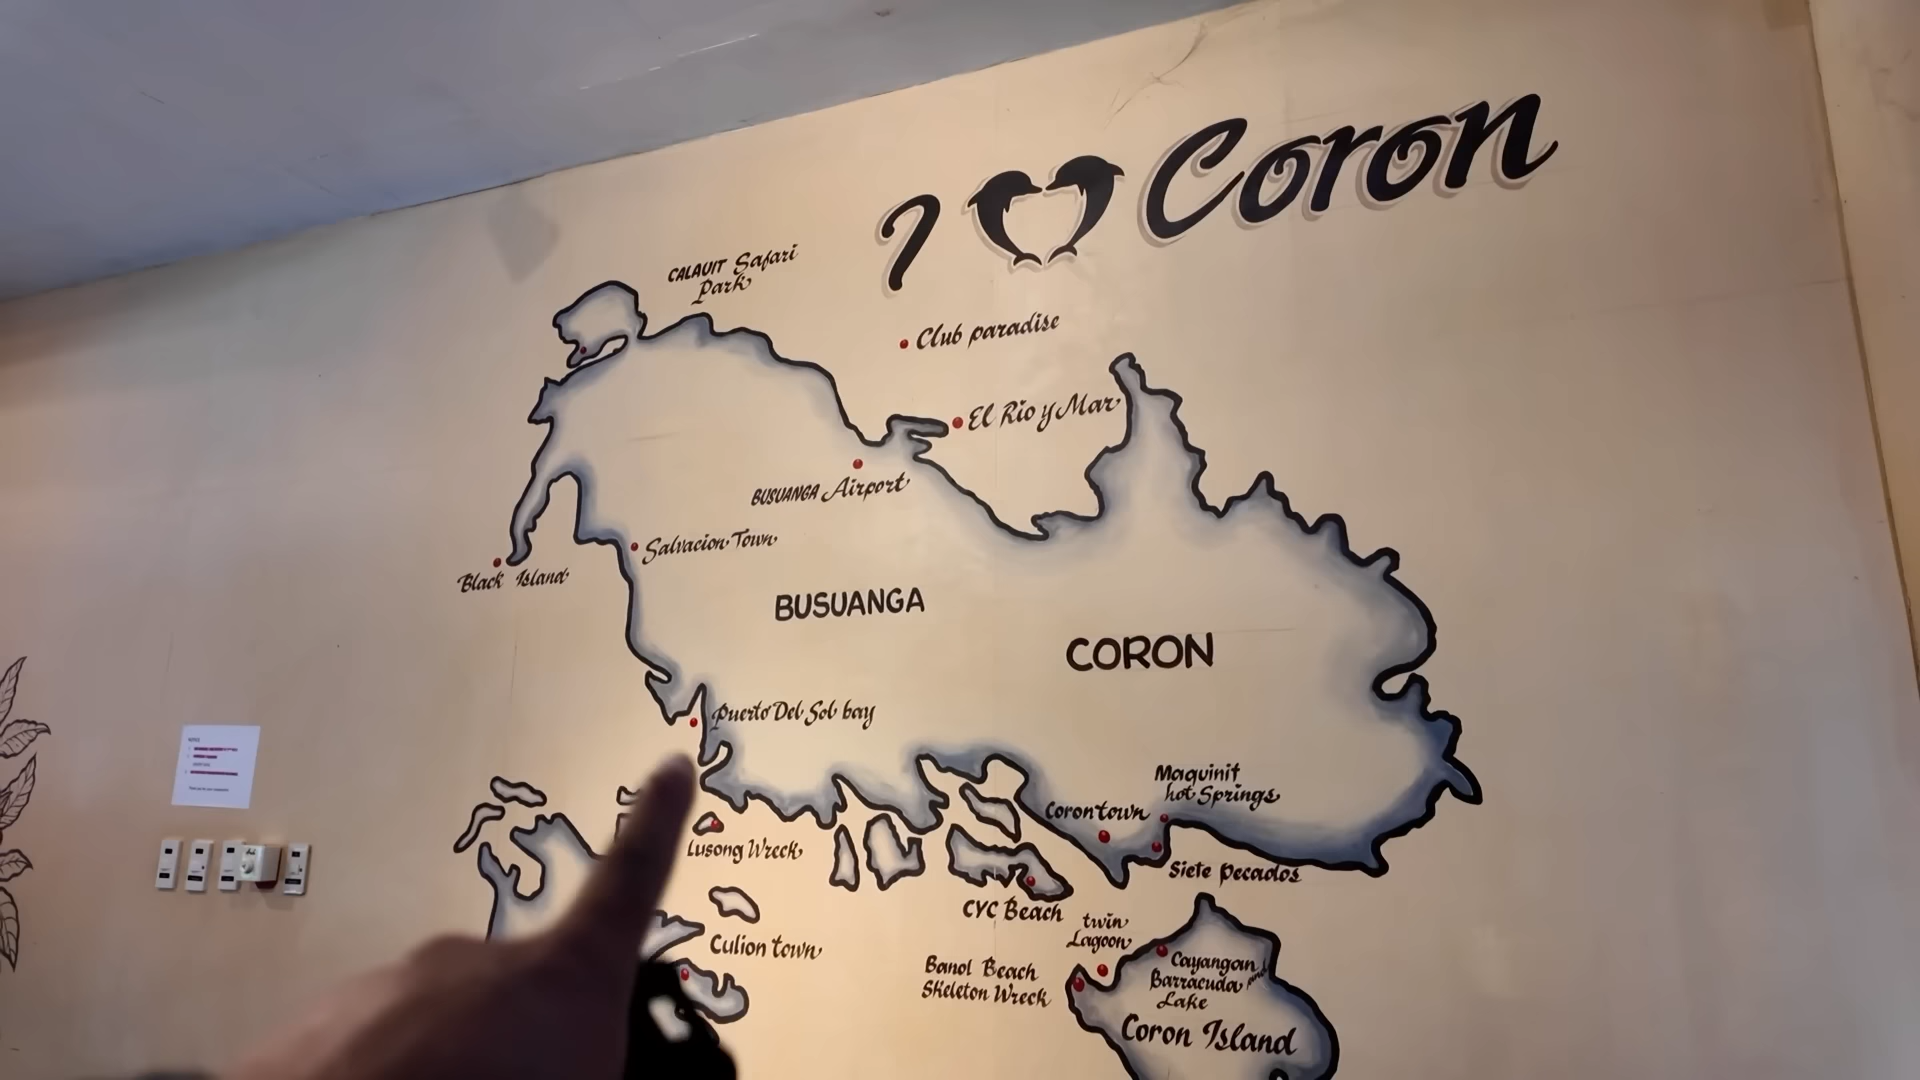 I Coron
CALAUIT Safari
Park
Club paradise
El Rio y Mar
BUSUANGA Airport
Salvacion Town
Black Island
BUSUANGA
CORON
Puerto Del Sol bay
Maquinit
hot Springs
Corontown
Lusong Wreck
Siete Pecados
CYC Beach
twin
Lagoon
Culion town
Banol Beach
Skeleton Wreck
Cayangan
Barracuda and
Lake
Coron Island